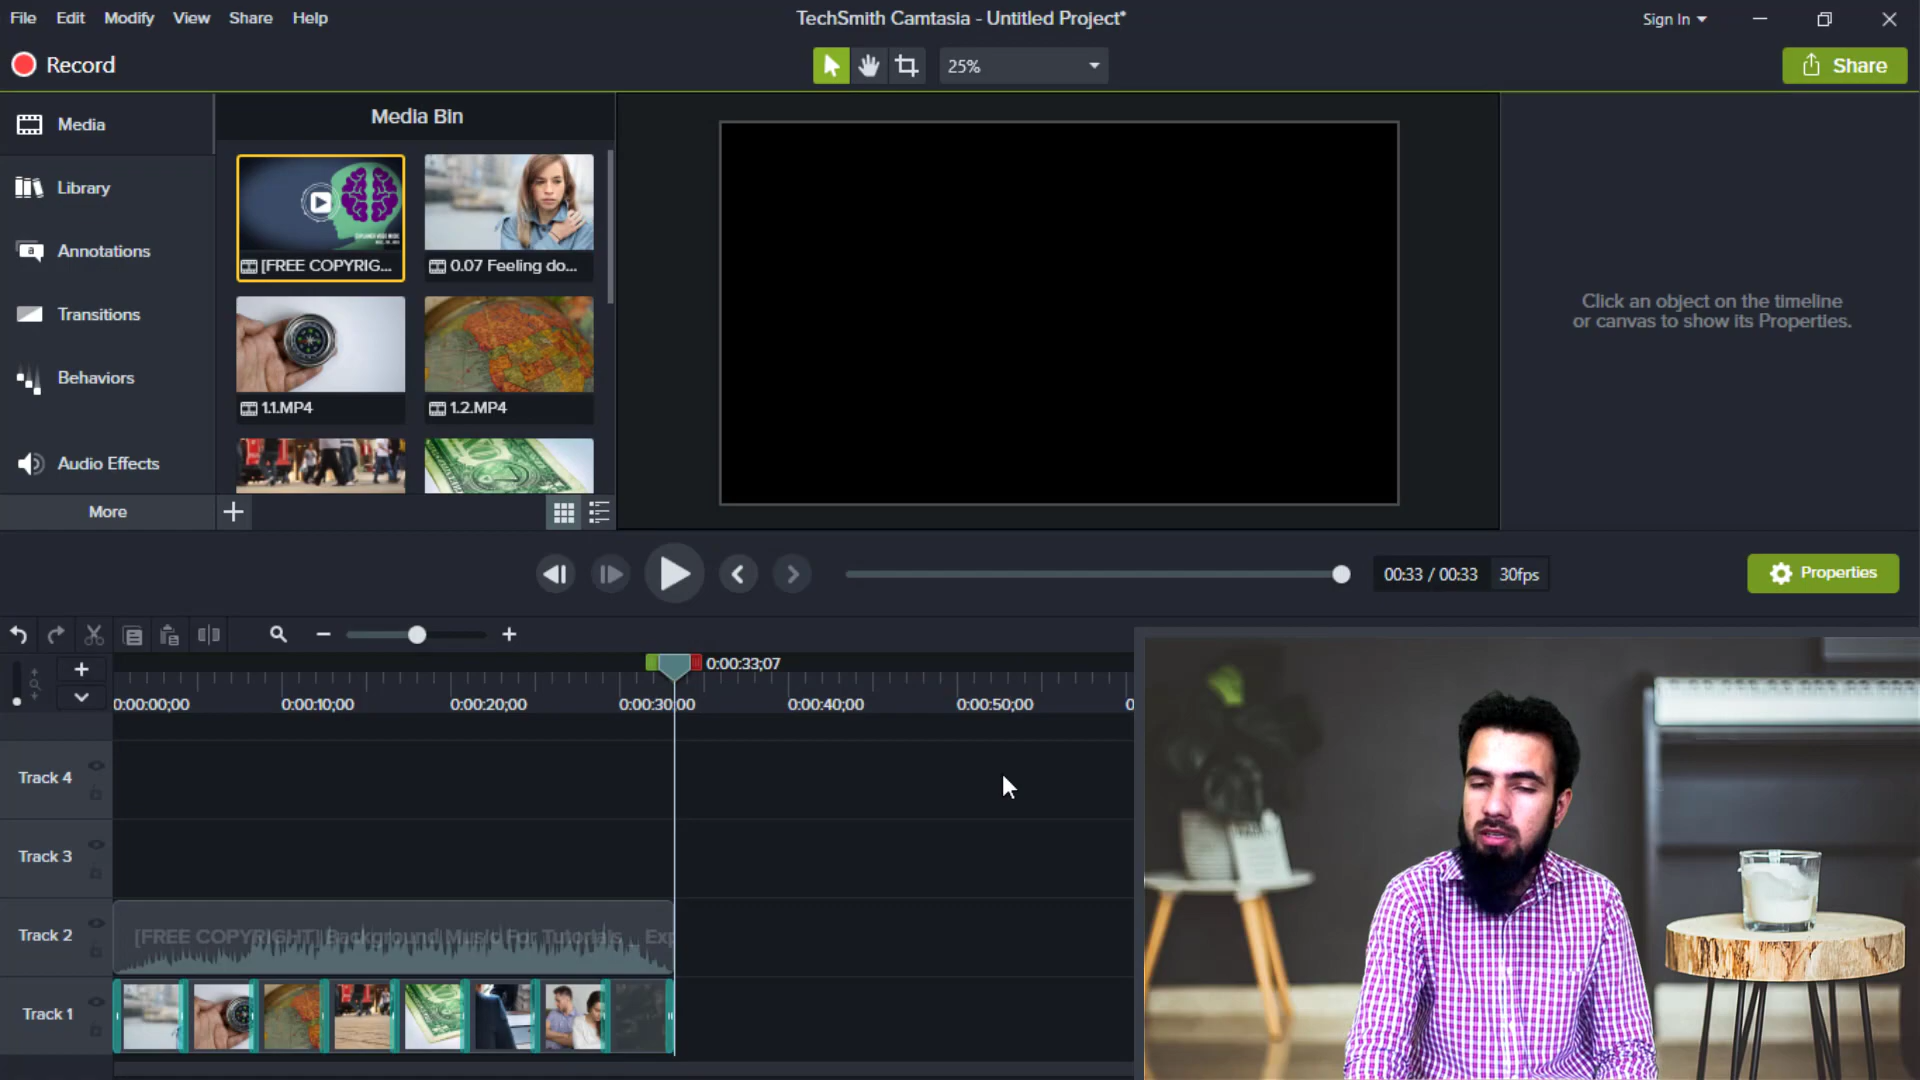 File Edit Modify View Share Help
TechSmith Camtasia - Untitled Project*
Sign In
Record
25%
Share
Media
Library
Annotations
Transitions
Behaviors
Audio Effects
More
Media Bin
[FREE COPYRIG...
0.07 Feeling do...
1.1.MP4
1.2.MP4
Click an object on the timeline
or canvas to show its Properties.
00:33 / 00:33
30fps
Properties
0:00:33;07
0:00:00;00 0:00:10;00 0:00:20;00 0:00:30;00 0:00:40;00 0:00:50;00
Track 4
Track 3
Track 2
[FREE COPYRIGHT] Background Music For Tutorials _ Exp
Track 1